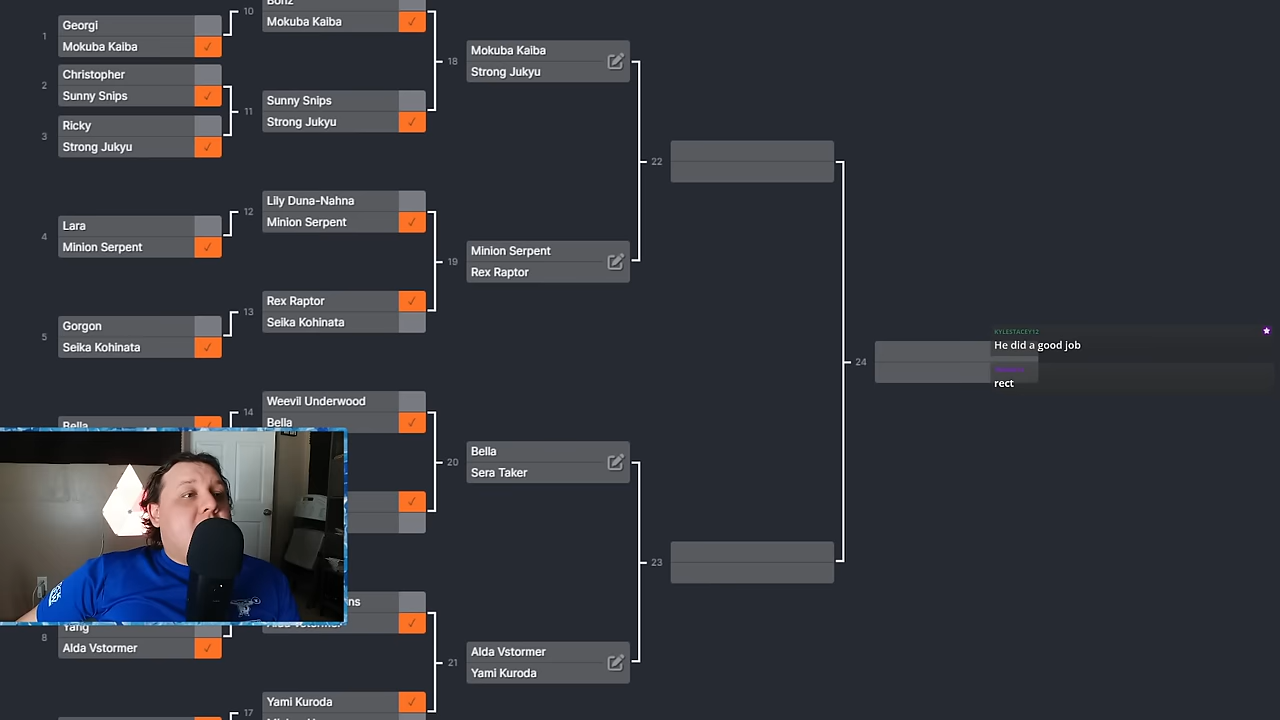 1
Georgi
Mokuba Kaiba
2
Christopher
Sunny Snips
3
Ricky
Strong Jukyu
4
Lara
Minion Serpent
5
Gorgon
Seika Kohinata
Bella
8
Yang
Alda Vstormer
10
Mokuba Kaiba
11
Sunny Snips
Strong Jukyu
12
Lily Duna-Nahna
Minion Serpent
13
Rex Raptor
Seika Kohinata
14
Weevil Underwood
Bella
ns
Alda Vstormer
17
Yami Kuroda
18
Mokuba Kaiba
Strong Jukyu
19
Minion Serpent
Rex Raptor
20
Bella
Sera Taker
21
Alda Vstormer
Yami Kuroda
22
23
24
KYLESTACEY12
He did a good job
rect